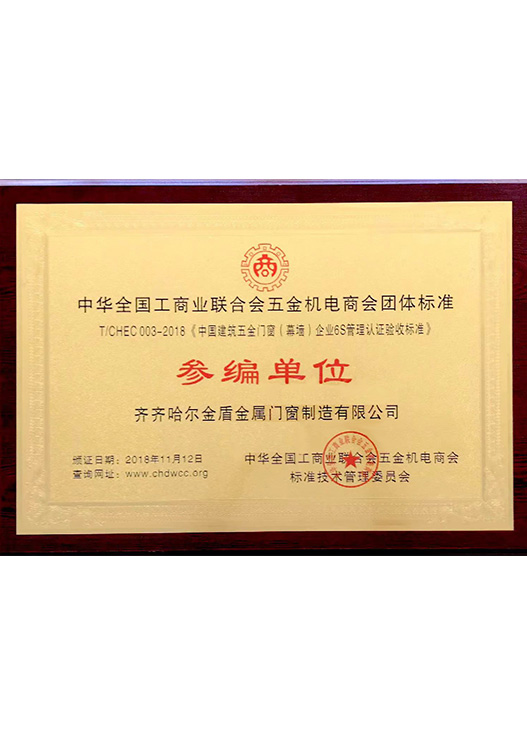 商
中华全国工商业联合会五金机电商会团体标准
T/CHEC 003-2018《中国建筑五金门窗（幕墙）企业6S管理认证验收标准》
参编单位
齐齐哈尔金盾金属门窗制造有限公司
颁证日期：2018年11月12日
查询网址：www.chdwcc.org
中华全国工商业联合会五金机电商会
标准技术管理委员会